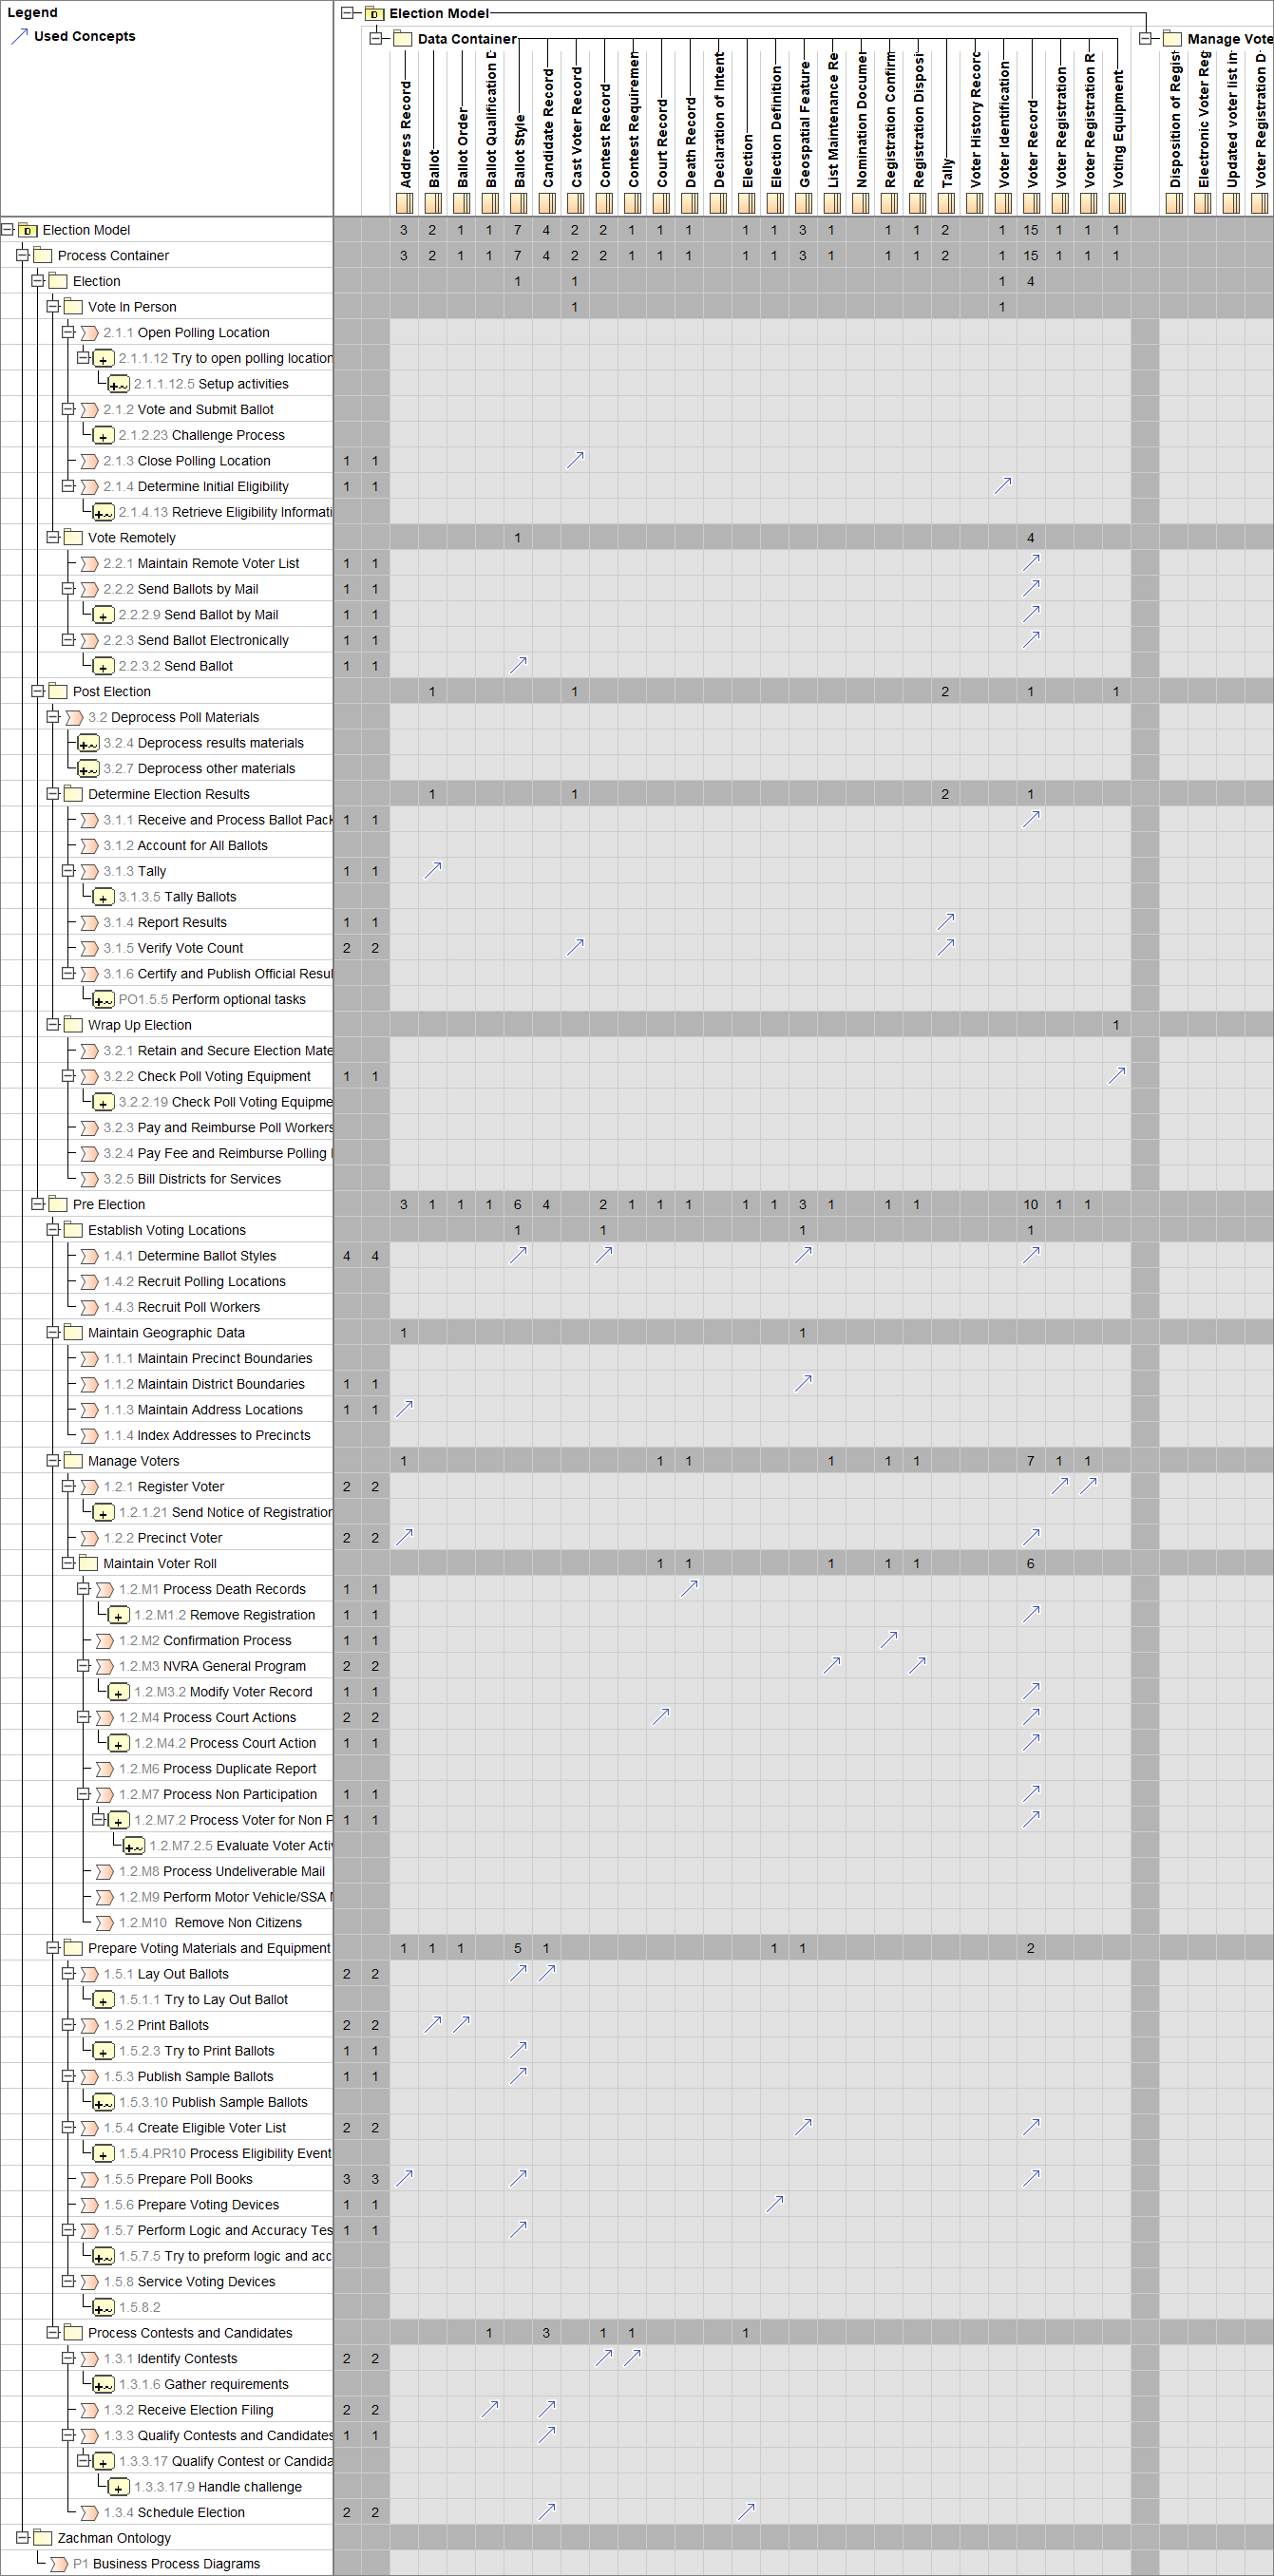 Legend
Used Concepts
Election Model
Data Container
Manage Vote
Address Record
Ballot
Ballot Order
Ballot Qualification D
Ballot Style
Candidate Record
Cast Voter Record
Contest Record
Contest Requiremen
Court Record
Death Record
Declaration of Intent
Election
Election Definition
Geospatial Feature
List Maintenance Re
Nomination Documer
Registration Confirm
Registration Disposi
Tally
Voter History Record
Voter Identification
Voter Record
Voter Registration
Voter Registration R
Voting Equipment
Disposition of Regist
Electronic Voter Reg
Updated voter list in
Voter Registration D
Election Model 3 2 1 1 7 4 2 2 1 1 1 1 1 3 1 1 1 2 1 15 1 1 1
Process Container 3 2 1 1 7 4 2 2 1 1 1 1 1 3 1 1 1 2 1 15 1 1 1
Election 1 1 1 4
Vote In Person 1 1
2.1.1 Open Polling Location
2.1.1.12 Try to open polling location
2.1.1.12.5 Setup activities
2.1.2 Vote and Submit Ballot
2.1.2.23 Challenge Process
2.1.3 Close Polling Location 1 1
2.1.4 Determine Initial Eligibility 1 1
2.1.4.13 Retrieve Eligibility Informati
Vote Remotely 1 4
2.2.1 Maintain Remote Voter List 1 1
2.2.2 Send Ballots by Mail 1 1
2.2.2.9 Send Ballot by Mail 1 1
2.2.3 Send Ballot Electronically 1 1
2.2.3.2 Send Ballot 1 1
Post Election 1 1 2 1 1
3.2 Deprocess Poll Materials
3.2.4 Deprocess results materials
3.2.7 Deprocess other materials
Determine Election Results 1 1 2 1
3.1.1 Receive and Process Ballot Pack 1 1
3.1.2 Account for All Ballots
3.1.3 Tally 1 1
3.1.3.5 Tally Ballots
3.1.4 Report Results 1 1
3.1.5 Verify Vote Count 2 2
3.1.6 Certify and Publish Official Resul
PO1.5.5 Perform optional tasks
Wrap Up Election 1
3.2.1 Retain and Secure Election Mate
3.2.2 Check Poll Voting Equipment 1 1
3.2.2.19 Check Poll Voting Equipme
3.2.3 Pay and Reimburse Poll Workers
3.2.4 Pay Fee and Reimburse Polling
3.2.5 Bill Districts for Services
Pre Election 3 1 1 1 6 4 2 1 1 1 1 1 3 1 1 1 10 1 1
Establish Voting Locations 1 1 1 1
1.4.1 Determine Ballot Styles 4 4
1.4.2 Recruit Polling Locations
1.4.3 Recruit Poll Workers
Maintain Geographic Data 1 1
1.1.1 Maintain Precinct Boundaries
1.1.2 Maintain District Boundaries 1 1
1.1.3 Maintain Address Locations 1 1
1.1.4 Index Addresses to Precincts
Manage Voters 1 1 1 1 1 1 7 1 1
1.2.1 Register Voter 2 2
1.2.1.21 Send Notice of Registration
1.2.2 Precinct Voter 2 2
Maintain Voter Roll 1 1 1 1 1 6
1.2.M1 Process Death Records 1 1
1.2.M1.2 Remove Registration 1 1
1.2.M2 Confirmation Process 1 1
1.2.M3 NVRA General Program 2 2
1.2.M3.2 Modify Voter Record 1 1
1.2.M4 Process Court Actions 2 2
1.2.M4.2 Process Court Action 1 1
1.2.M6 Process Duplicate Report
1.2.M7 Process Non Participation 1 1
1.2.M7.2 Process Voter for Non P 1 1
1.2.M7.2.5 Evaluate Voter Activ
1.2.M8 Process Undeliverable Mail
1.2.M9 Perform Motor Vehicle/SSA
1.2.M10 Remove Non Citizens
Prepare Voting Materials and Equipment 1 1 1 5 1 1 1 2
1.5.1 Lay Out Ballots 2 2
1.5.1.1 Try to Lay Out Ballot
1.5.2 Print Ballots 2 2
1.5.2.3 Try to Print Ballots 1 1
1.5.3 Publish Sample Ballots 1 1
1.5.3.10 Publish Sample Ballots
1.5.4 Create Eligible Voter List 2 2
1.5.4.PR10 Process Eligibility Event
1.5.5 Prepare Poll Books 3 3
1.5.6 Prepare Voting Devices 1 1
1.5.7 Perform Logic and Accuracy Tes 1 1
1.5.7.5 Try to preform logic and acc
1.5.8 Service Voting Devices
1.5.8.2
Process Contests and Candidates 1 3 1 1 1
1.3.1 Identify Contests 2 2
1.3.1.6 Gather requirements
1.3.2 Receive Election Filing 2 2
1.3.3 Qualify Contests and Candidates 1 1
1.3.3.17 Qualify Contest or Candida
1.3.3.17.9 Handle challenge
1.3.4 Schedule Election 2 2
Zachman Ontology
P1 Business Process Diagrams